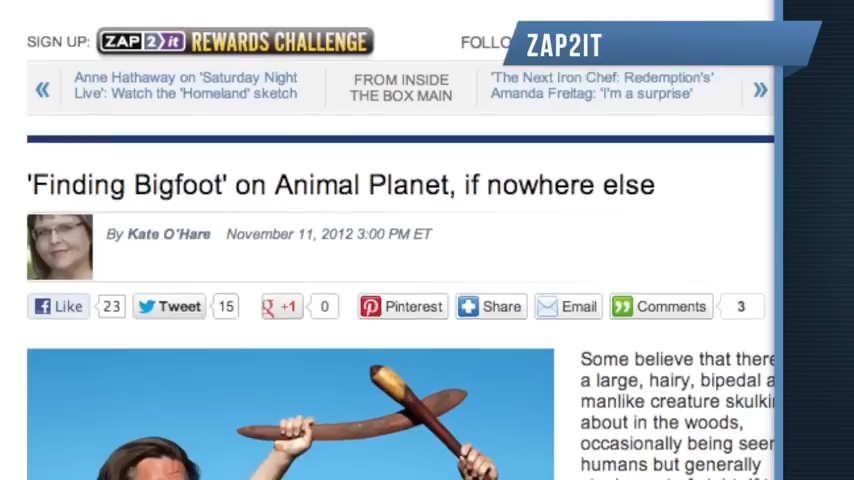 SIGN UP: ZAP2it REWARDS CHALLENGE
ZAP2IT
« Anne Hathaway on 'Saturday Night
Live': Watch the 'Homeland' sketch
FROM INSIDE
THE BOX MAIN
'The Next Iron Chef: Redemption's'
Amanda Freitag: 'I'm a surprise' »
'Finding Bigfoot' on Animal Planet, if nowhere else
By Kate O'Hare November 11, 2012 3:00 PM ET
Like 23 Tweet 15 +1 0 Pinterest Share Email Comments 3
Some believe that there
a large, hairy, bipedal
manlike creature
about in the woods,
occasionally being
humans but generally